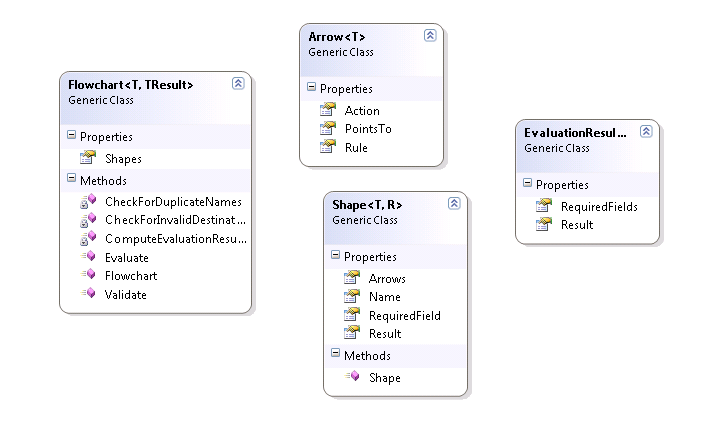 Flowchart<T, TResult>
Generic Class
Properties
Shapes
Methods
CheckForDuplicateNames
CheckForInvalidDestinat...
ComputeEvaluationResu...
Evaluate
Flowchart
Validate
Arrow<T>
Generic Class
Properties
Action
PointsTo
Rule
Shape<T, R>
Generic Class
Properties
Arrows
Name
RequiredField
Result
Methods
Shape
EvaluationResul...
Generic Class
Properties
RequiredFields
Result